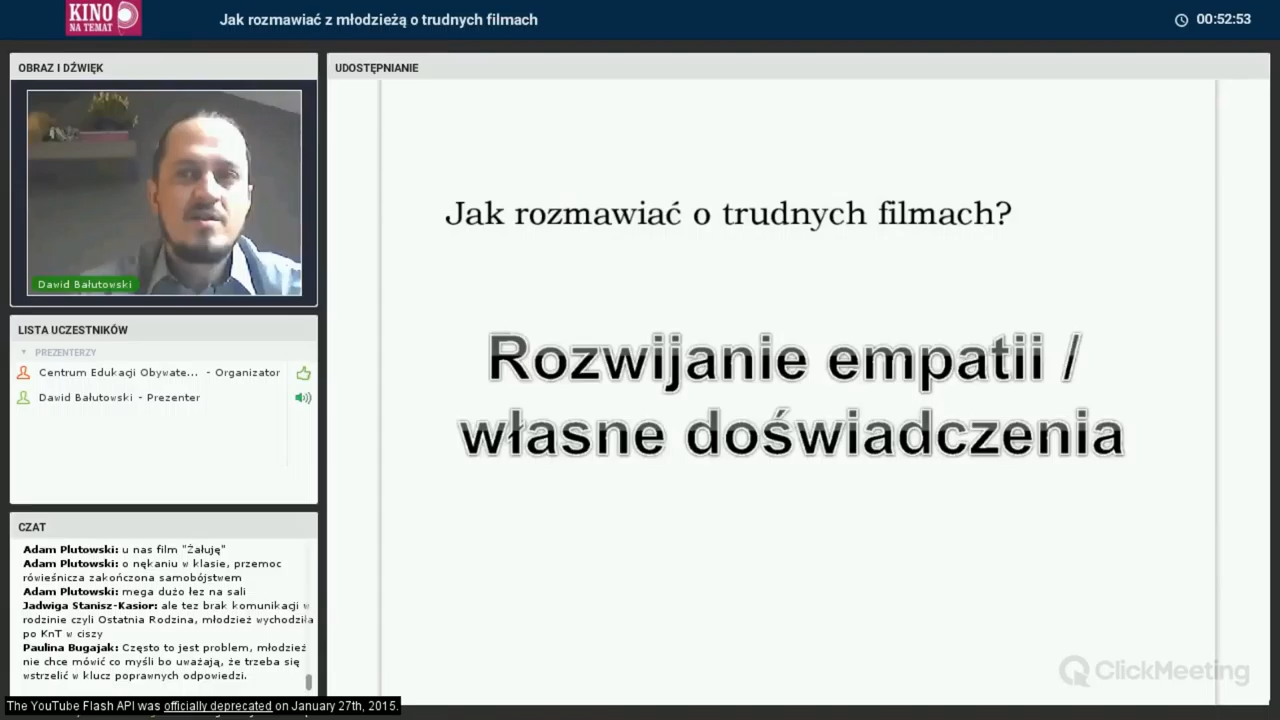 KINO
NA TEMAT
Jak rozmawiać z młodzieżą o trudnych filmach
00:52:53
OBRAZ I DŹWIĘK
Dawid Bałutowski
LISTA UCZESTNIKÓW
PREZENTERZY
Centrum Edukacji Obywate... - Organizator
Dawid Bałutowski - Prezenter
CZAT
Adam Plutowski: u nas film "Żałuję"
Adam Plutowski: o nękaniu w klasie, przemoc
rówieśnicza zakończona samobójstwem
Adam Plutowski: mega dużo łez na sali
Jadwiga Stanisz-Kasior: ale tez brak komunikacji w
rodzinie czyli Ostatnia Rodzina, młodzież wychodziła
po KnT w ciszy
Paulina Bugajak: Często to jest problem, młodzież
nie chce mówić co myśli bo uważają, że trzeba się
wstrzelić w klucz poprawnych odpowiedzi.
The YouTube Flash API was officially deprecated on January 27th, 2015.
UDOSTĘPNIANIE
Jak rozmawiać o trudnych filmach?
Rozwijanie empatii /
własne doświadczenia
ClickMeeting